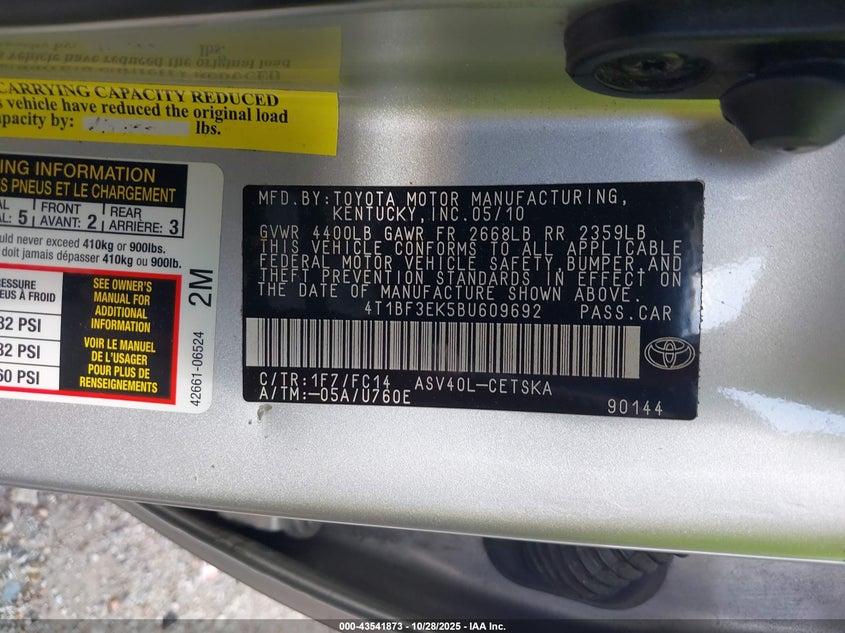 CARRYING CAPACITY REDUCED
s vehicle have reduced the original load
apacity by: lbs.
ING INFORMATION
S PNEUS ET LE CHARGEMENT
AL 5 FRONT 2 REAR 3
AL: AVANT: ARRIÈRE:
ould never exceed 410kg or 900lbs.
doit jamais dépasser 410kg ou 900lb.
PRESSURE
EUS À FROID
32 PSI
32 PSI
60 PSI
SEE OWNER'S
MANUAL FOR
ADDITIONAL
INFORMATION
VOIR LE MANUEL
DE L'USAGER
POUR PLUS DE
RENSEIGNEMENTS
2M
42661-06524
MFD.BY:TOYOTA MOTOR MANUFACTURING,
KENTUCKY,INC.05/10
GVWR 4400LB GAWR FR 2668LB RR 2359LB
THIS VEHICLE CONFORMS TO ALL APPLICABLE
FEDERAL MOTOR VEHICLE SAFETY,BUMPER,AND
THEFT PREVENTION STANDARDS IN EFFECT ON
THE DATE OF MANUFACTURE SHOWN ABOVE.
4T1BF3EK5BU609692 PASS.CAR
C/TR:1F7/FC14 ASV40L-CETSKA
A/TM:-05A/U760E
90144
000-43541873 | 10/28/2025 - IAA Inc.